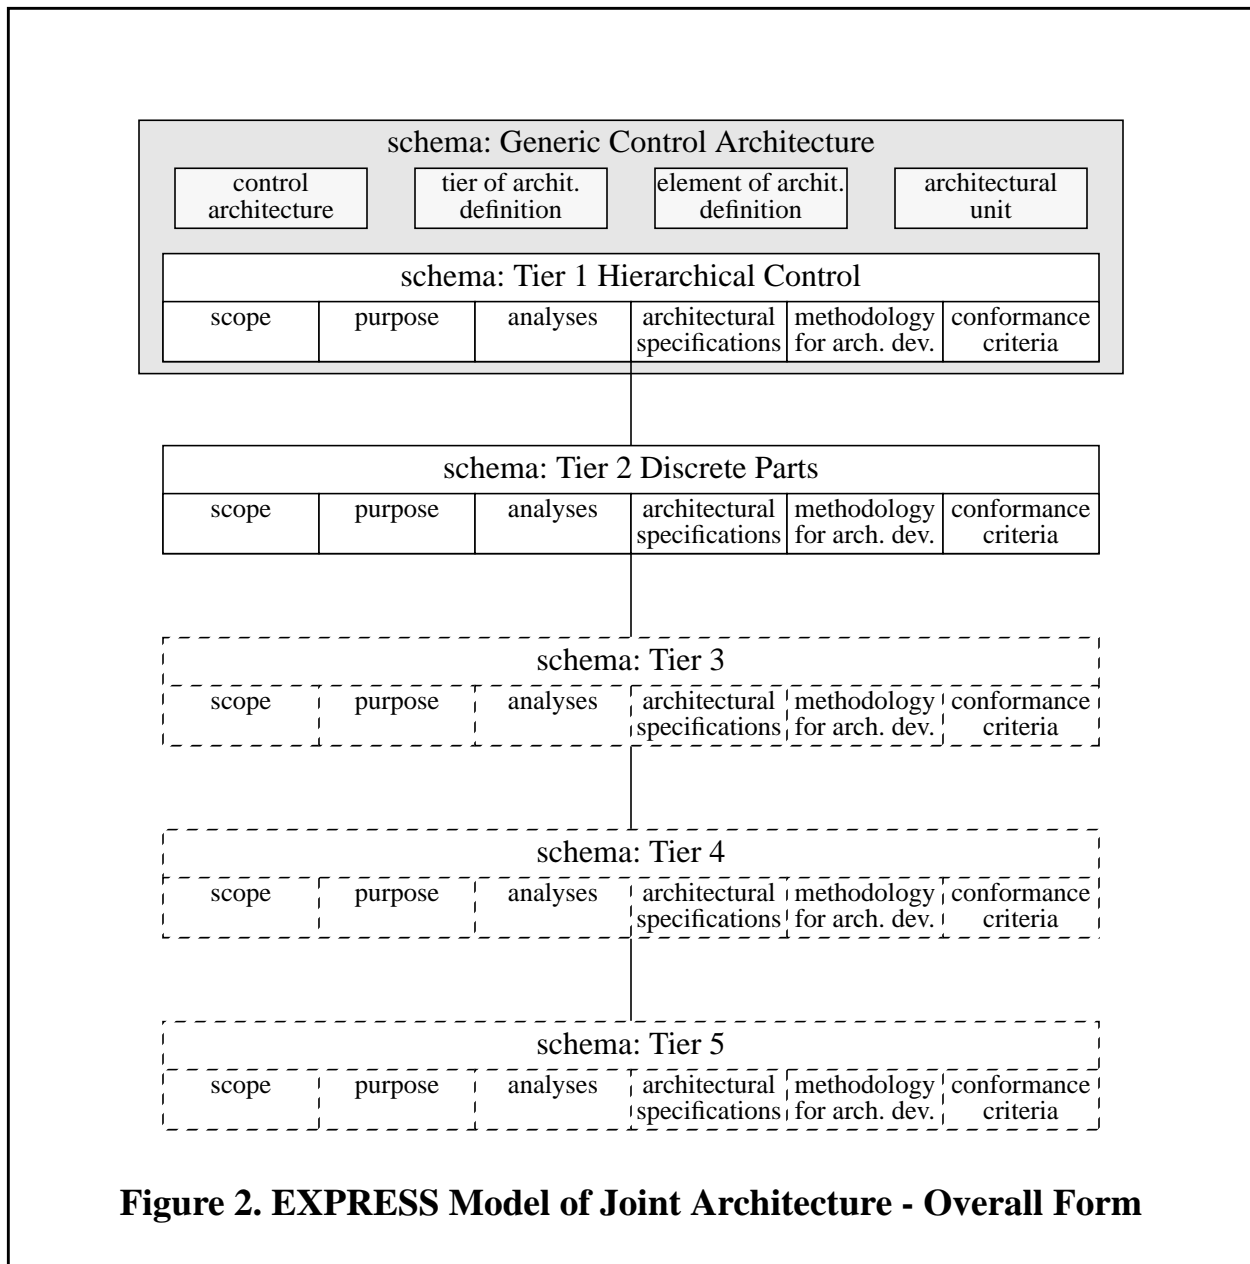 schema: Generic Control Architecture
control
architecture
tier of archit.
definition
element of archit.
definition
architectural
unit
schema: Tier 1 Hierarchical Control
scope
purpose
analyses
architectural
specifications
methodology
for arch. dev.
conformance
criteria
schema: Tier 2 Discrete Parts
scope
purpose
analyses
architectural
specifications
methodology
for arch. dev.
conformance
criteria
schema: Tier 3
scope
purpose
analyses
architectural
specifications
methodology
for arch. dev.
conformance
criteria
schema: Tier 4
scope
purpose
analyses
architectural
specifications
methodology
for arch. dev.
conformance
criteria
schema: Tier 5
scope
purpose
analyses
architectural
specifications
methodology
for arch. dev.
conformance
criteria
Figure 2. EXPRESS Model of Joint Architecture - Overall Form